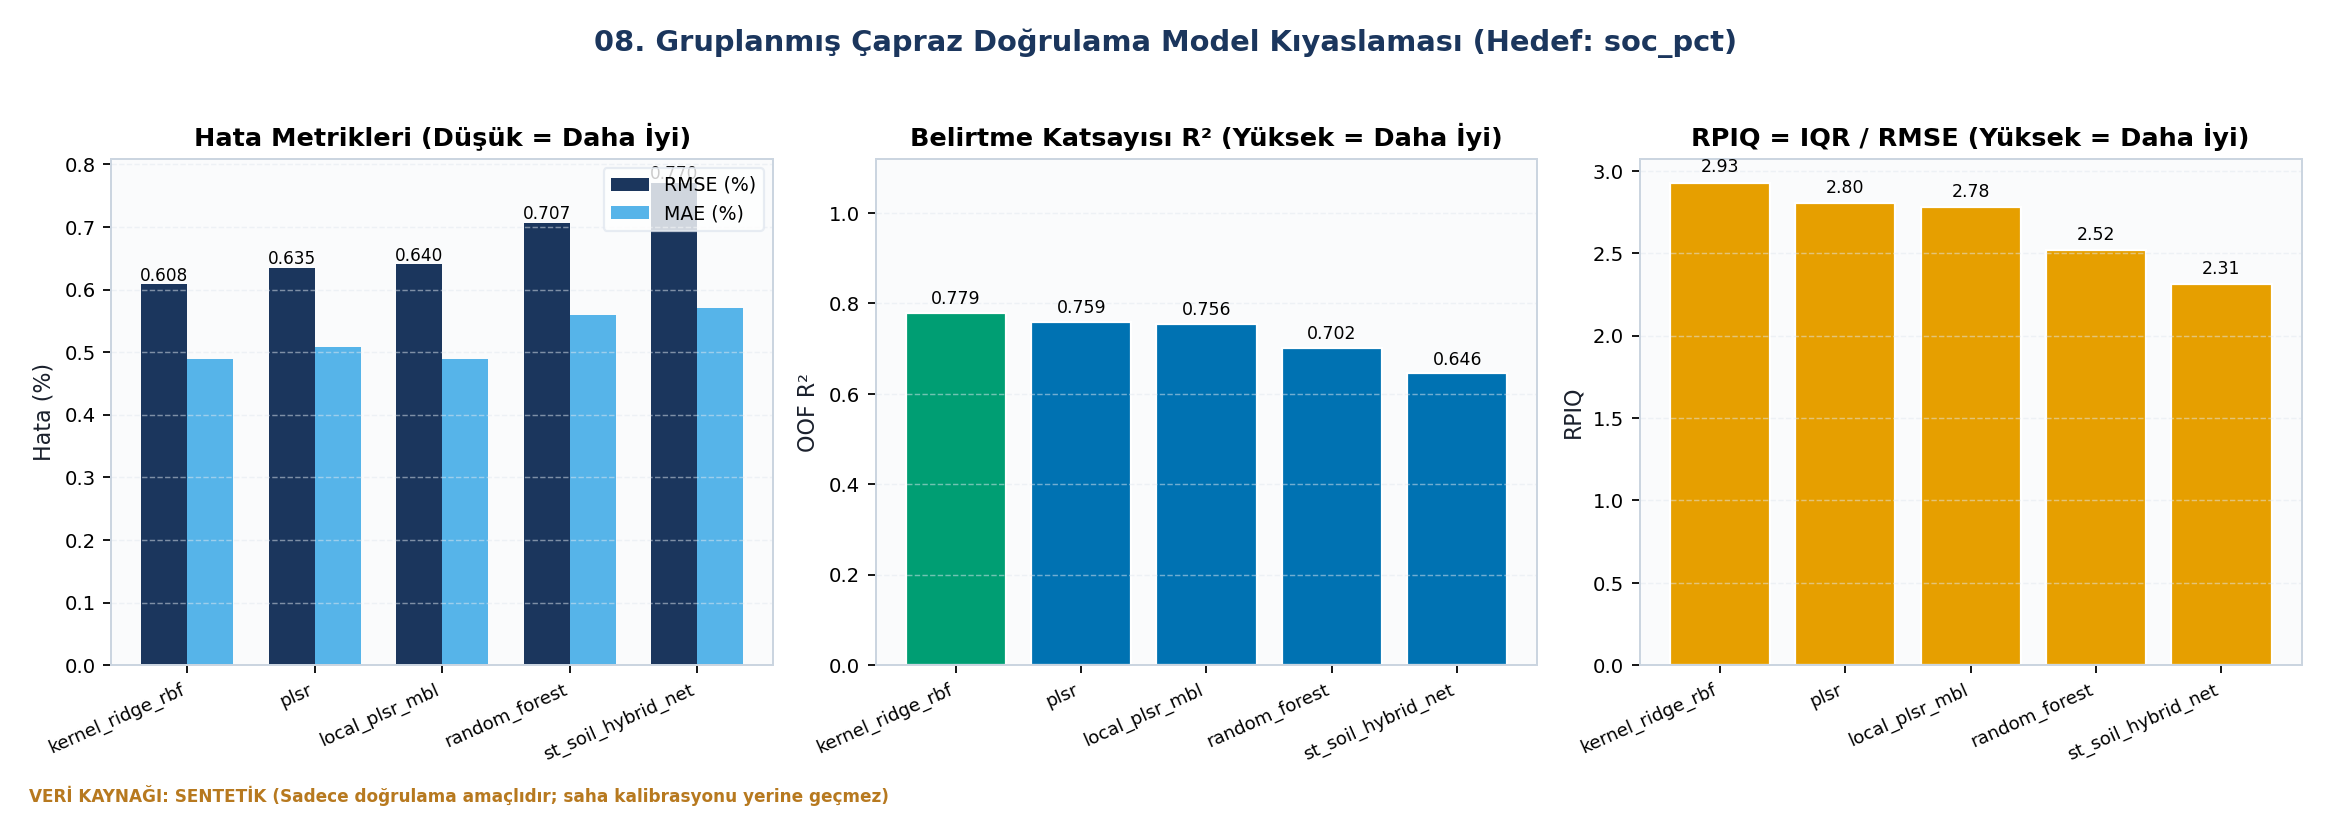 08. Gruplanmış Çapraz Doğrulama Model Kıyaslaması (Hedef: soc_pct)
Hata Metrikleri (Düşük = Daha İyi)
0.8
0.7
0.6
0.5
0.4
0.3
0.2
0.1
0.0
Hata (%)
0.608
0.635
0.640
0.707
0.770
RMSE (%)
MAE (%)
kernel_ridge_rbf
plsr
local_plsr_mbl
random_forest
st_soil_hybrid_net
Belirtme Katsayısı R² (Yüksek = Daha İyi)
1.0
0.8
0.6
0.4
0.2
0.0
OOF R²
0.779
0.759
0.756
0.702
0.646
kernel_ridge_rbf
plsr
local_plsr_mbl
random_forest
st_soil_hybrid_net
RPIQ = IQR / RMSE (Yüksek = Daha İyi)
3.0
2.5
2.0
1.5
1.0
0.5
0.0
RPIQ
2.93
2.80
2.78
2.52
2.31
kernel_ridge_rbf
plsr
local_plsr_mbl
random_forest
st_soil_hybrid_net
VERİ KAYNAĞI: SENTETİK (Sadece doğrulama amaçlıdır; saha kalibrasyonu yerine geçmez)